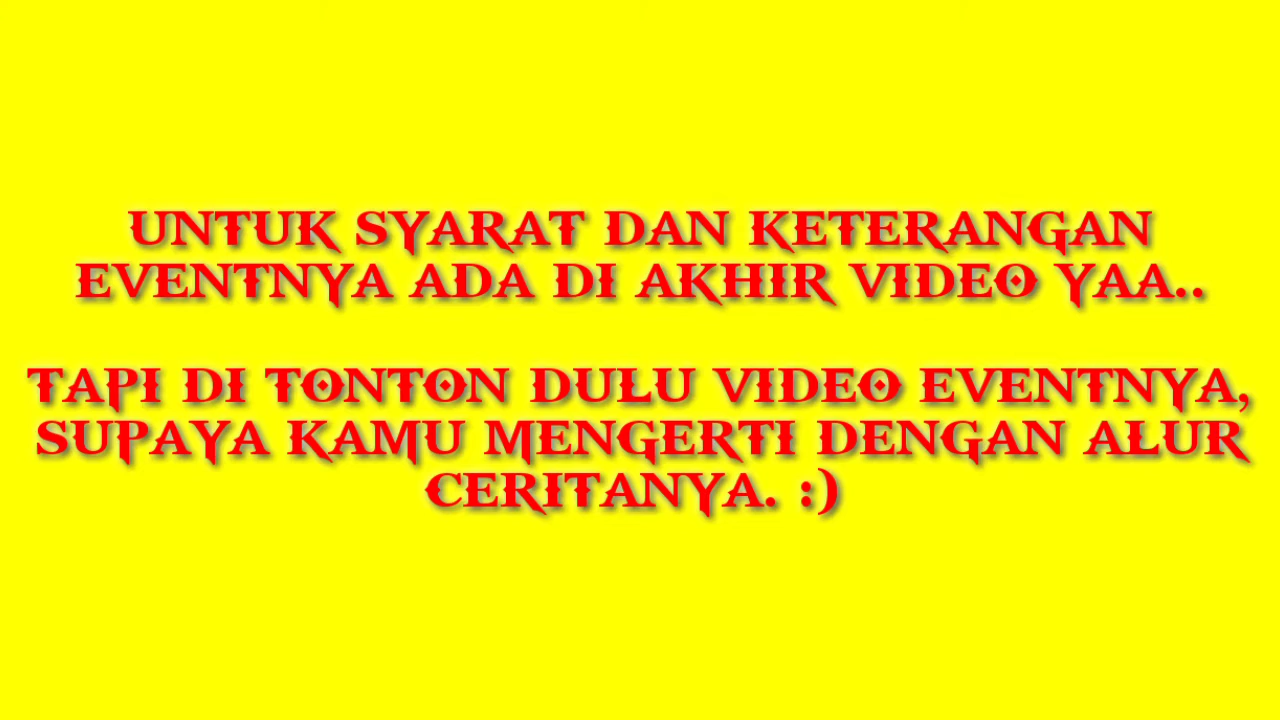 UNTUK SYARAT DAN KETERANGAN
EVENTNYA ADA DI AKHIR VIDEO YAA..
TAPI DI TONTON DULU VIDEO EVENTNYA,
SUPAYA KAMU MENGERTI DENGAN ALUR
CERITANYA. :)